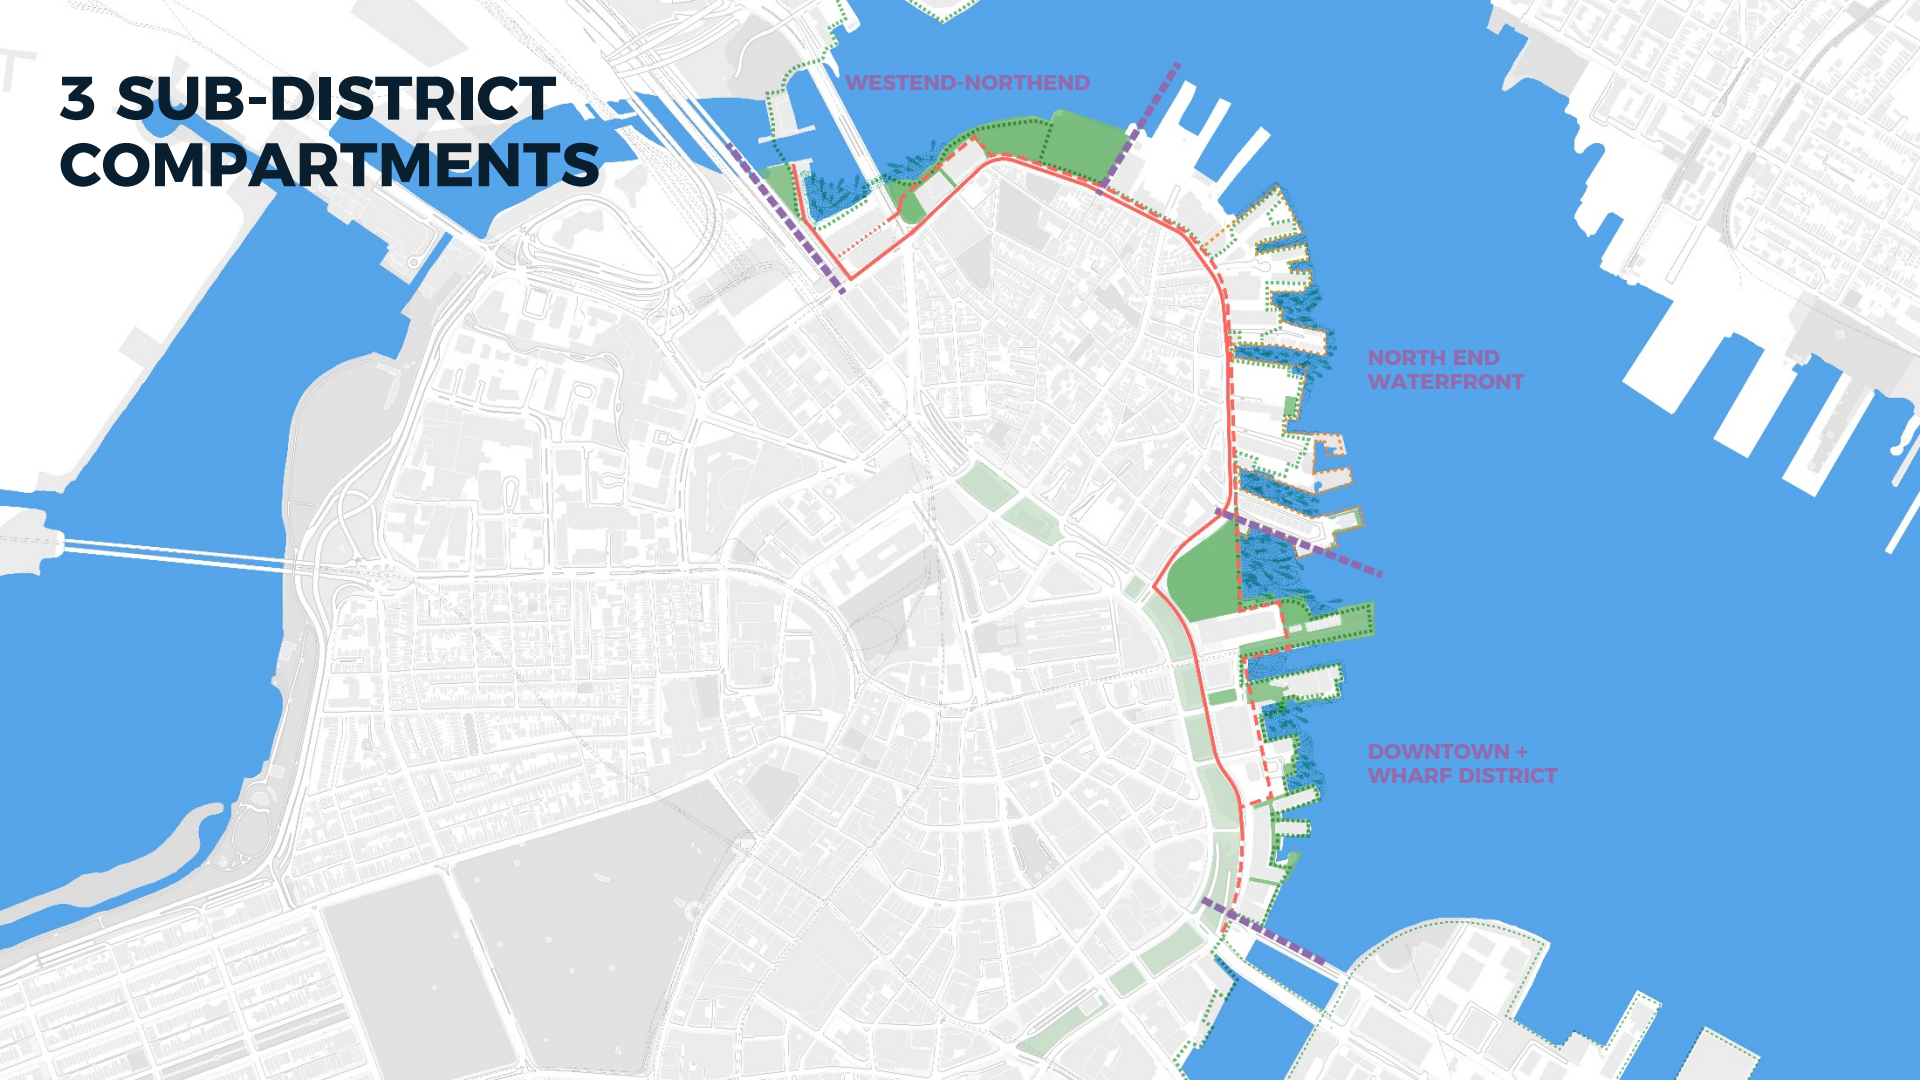 3 SUB-DISTRICT
COMPARTMENTS
WESTEND-NORTHEND
NORTH END
WATERFRONT
DOWNTOWN +
WHARF DISTRICT